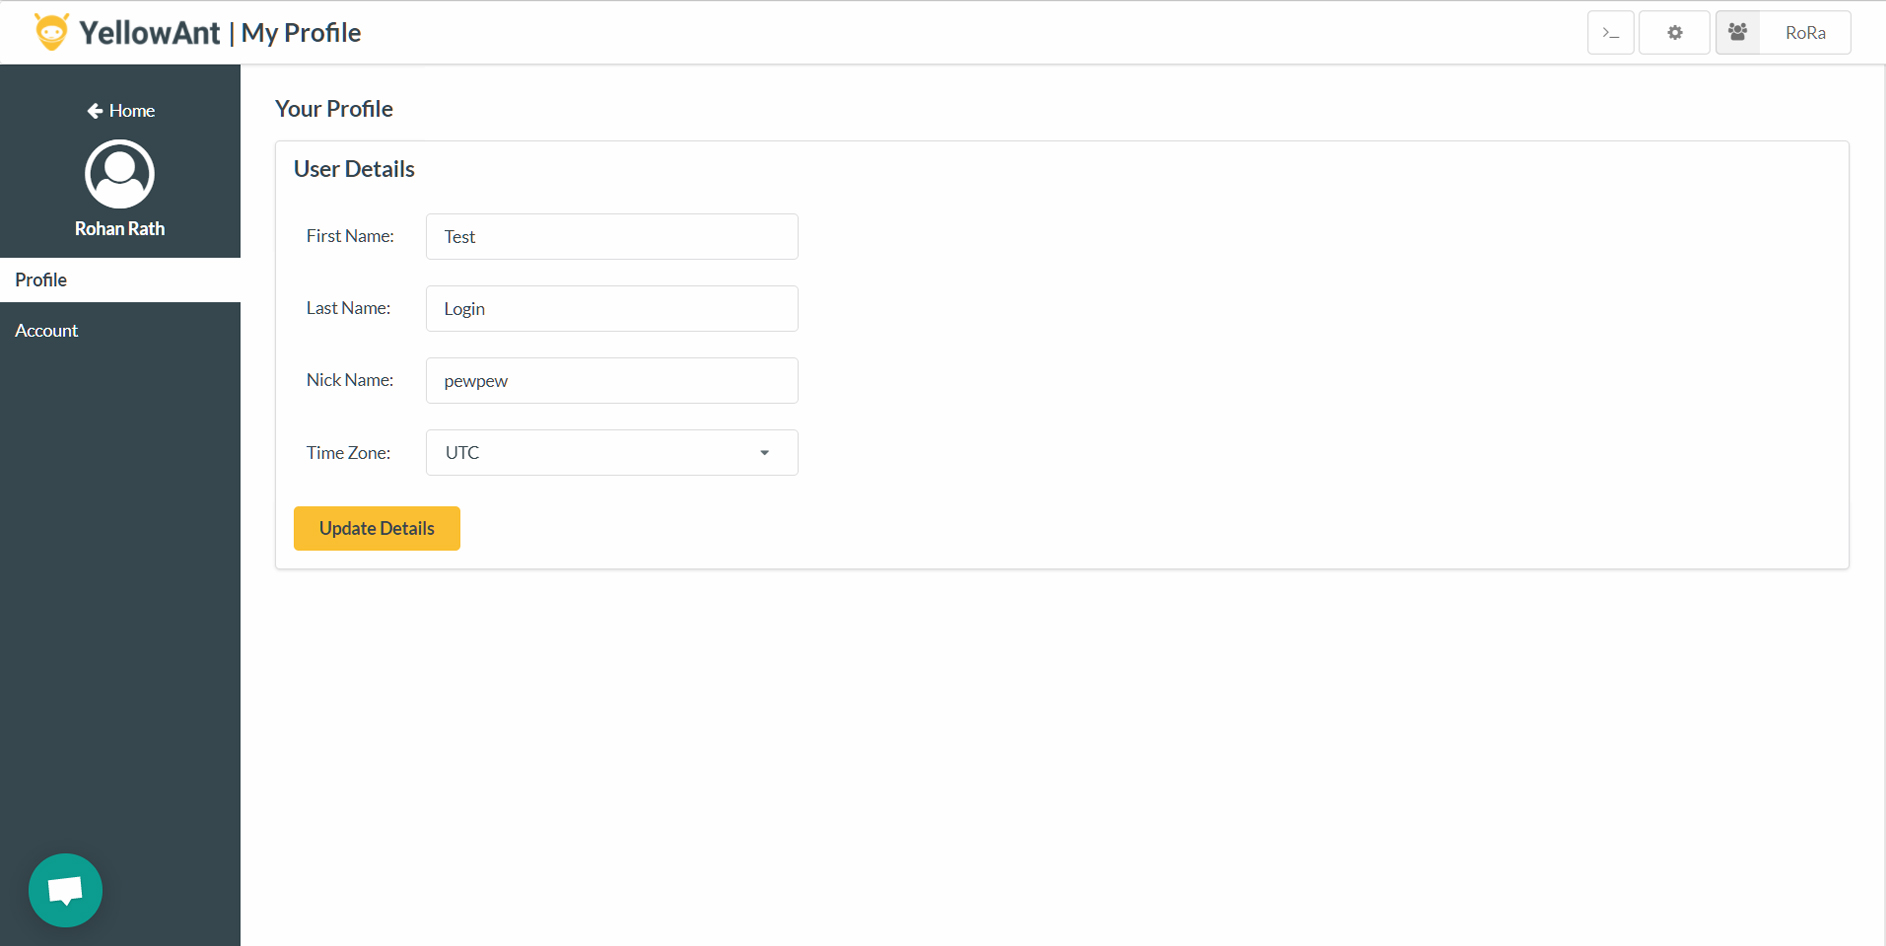 YellowAnt | My Profile
>_
RoRa
Home
Rohan Rath
Profile
Account
Your Profile
User Details
First Name: Test
Last Name: Login
Nick Name: pewpew
Time Zone: UTC
Update Details